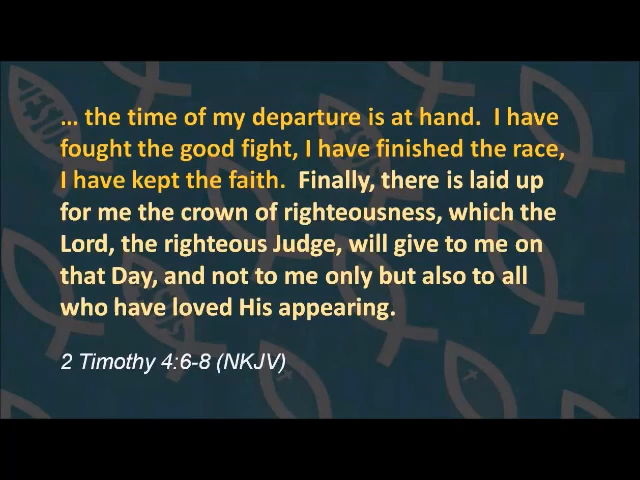 JESUS
... the time of my departure is at hand.  I have
fought the good fight, I have finished the race,
I have kept the faith.  Finally, there is laid up
for me the crown of righteousness, which the
Lord, the righteous Judge, will give to me on
that Day, and not to me only but also to all
who have loved His appearing.
2 Timothy 4:6-8 (NKJV)